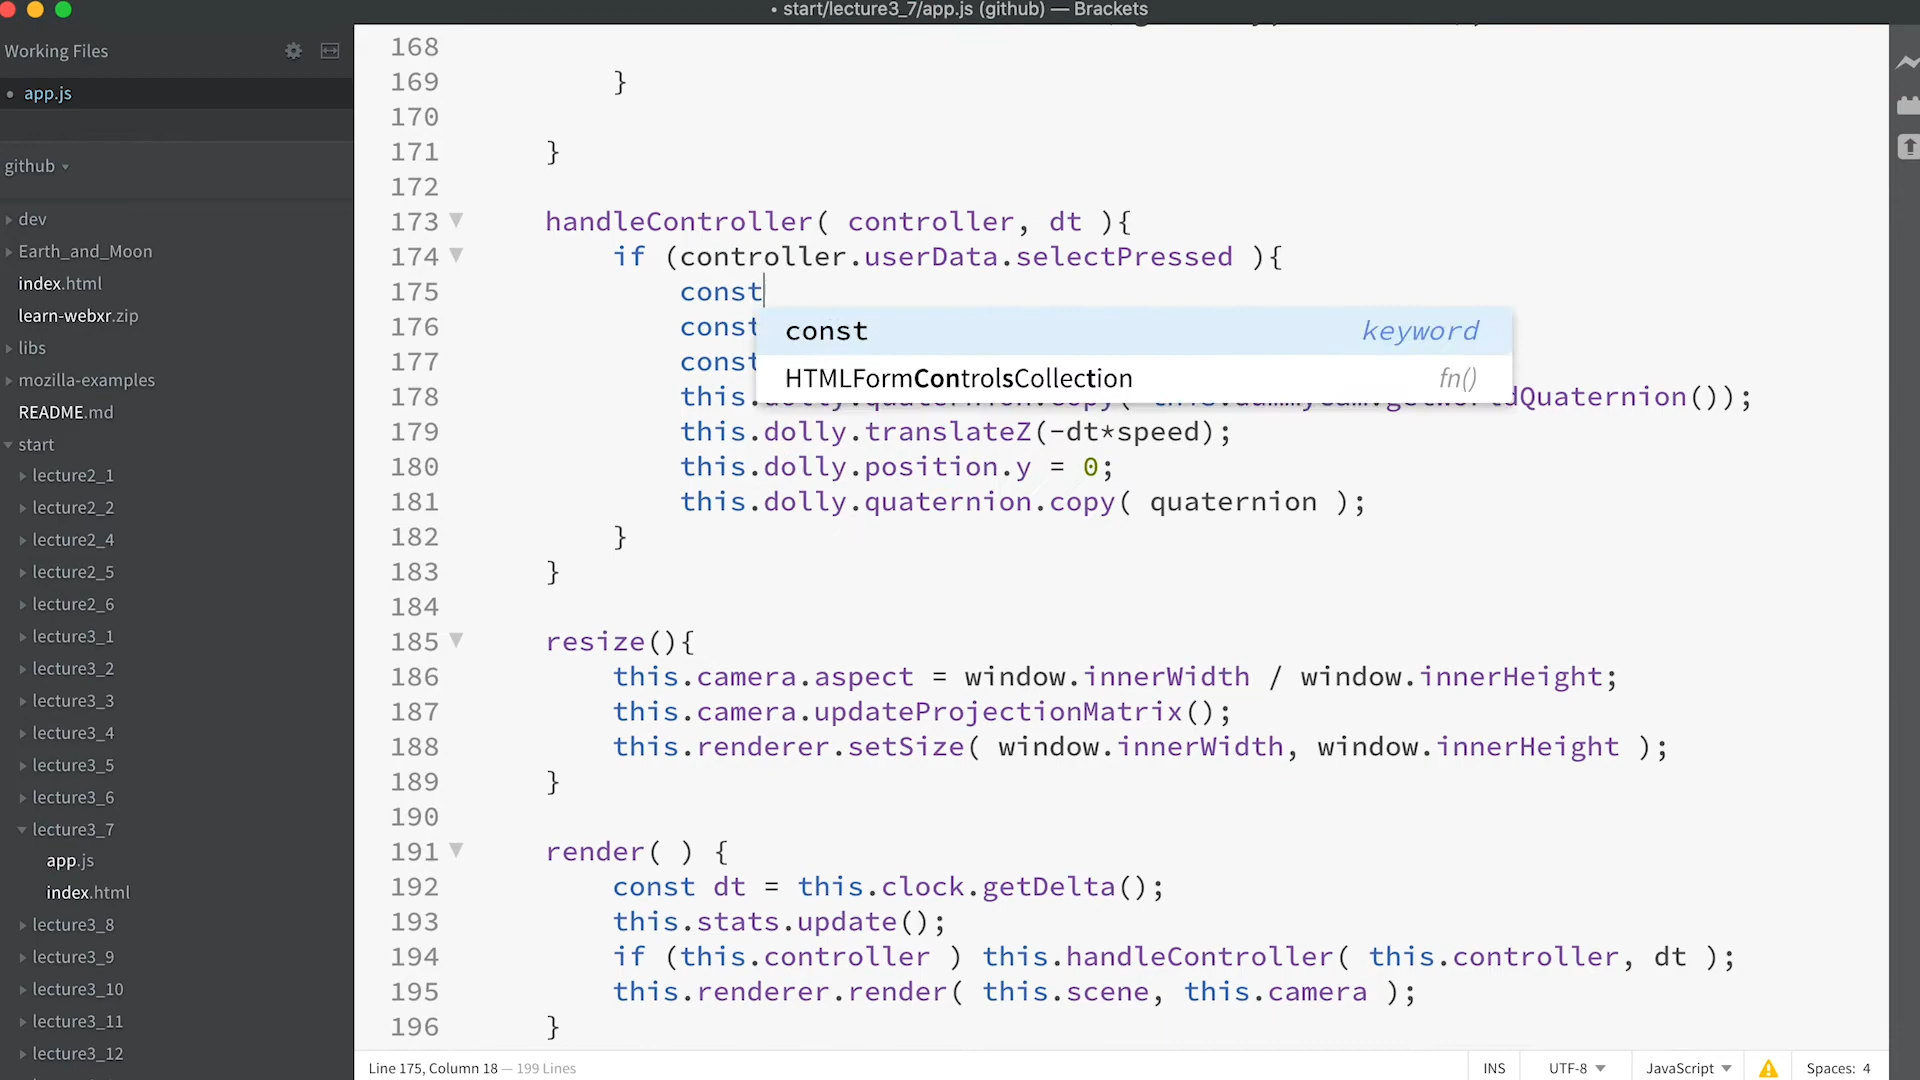 • start/lecture3_7/app.js (github) — Brackets
Working Files
• app.js
github
dev
Earth_and_Moon
index.html
learn-webxr.zip
libs
mozilla-examples
README.md
start
lecture2_1
lecture2_2
lecture2_4
lecture2_5
lecture2_6
lecture3_1
lecture3_2
lecture3_3
lecture3_4
lecture3_5
lecture3_6
lecture3_7
app.js
index.html
lecture3_8
lecture3_9
lecture3_10
lecture3_11
lecture3_12
168
169 }
170
171 }
172
173 handleController( controller, dt ){
174 if (controller.userData.selectPressed ){
175 const
176 const
177 const
const keyword
HTMLFormControlsCollection fn()
178 this.dolly.quaternion.copy( this.dummyCam.getWorldQuaternion());
179 this.dolly.translateZ(-dt*speed);
180 this.dolly.position.y = 0;
181 this.dolly.quaternion.copy( quaternion );
182 }
183 }
184
185 resize(){
186 this.camera.aspect = window.innerWidth / window.innerHeight;
187 this.camera.updateProjectionMatrix();
188 this.renderer.setSize( window.innerWidth, window.innerHeight );
189 }
190
191 render( ) {
192 const dt = this.clock.getDelta();
193 this.stats.update();
194 if (this.controller ) this.handleController( this.controller, dt );
195 this.renderer.render( this.scene, this.camera );
196 }
Line 175, Column 18 — 199 Lines
INS UTF-8 JavaScript Spaces: 4